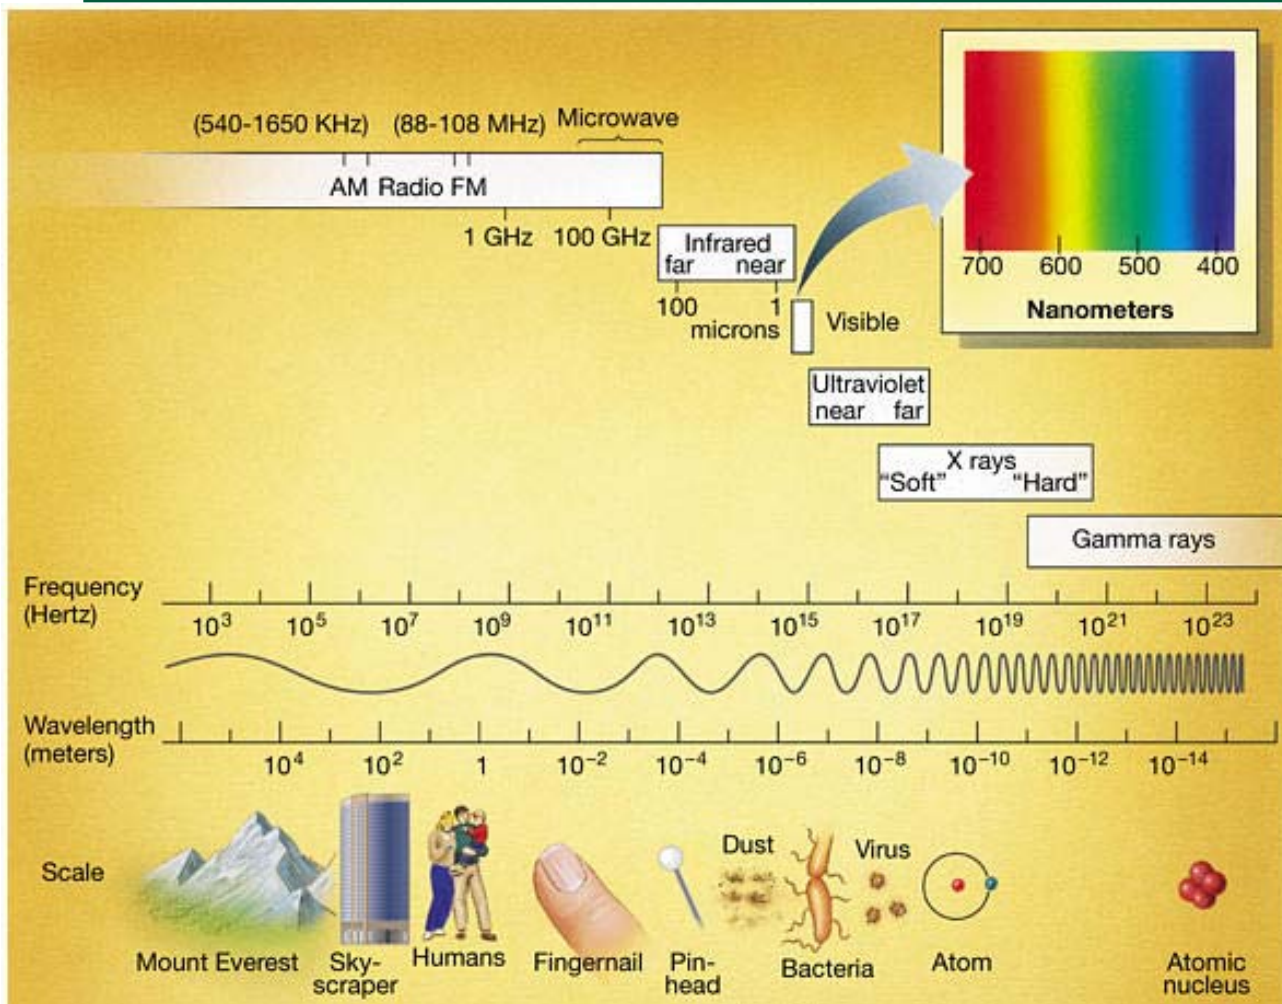 (540-1650 KHz) (88-108 MHz) Microwave
AM Radio FM
1 GHz 100 GHz
Infrared
far near
100 1
microns
Visible
700 600 500 400
Nanometers
Ultraviolet
near far
X rays
“Soft” “Hard”
Gamma rays
Frequency
(Hertz)
10³ 10⁵ 10⁷ 10⁹ 10¹¹ 10¹³ 10¹⁵ 10¹⁷ 10¹⁹ 10²¹ 10²³
Wavelength
(meters)
10⁴ 10² 1 10⁻² 10⁻⁴ 10⁻⁶ 10⁻⁸ 10⁻¹⁰ 10⁻¹² 10⁻¹⁴
Scale
Dust
Virus
Mount Everest
Sky-
scraper
Humans
Fingernail
Pin-
head
Bacteria
Atom
Atomic
nucleus